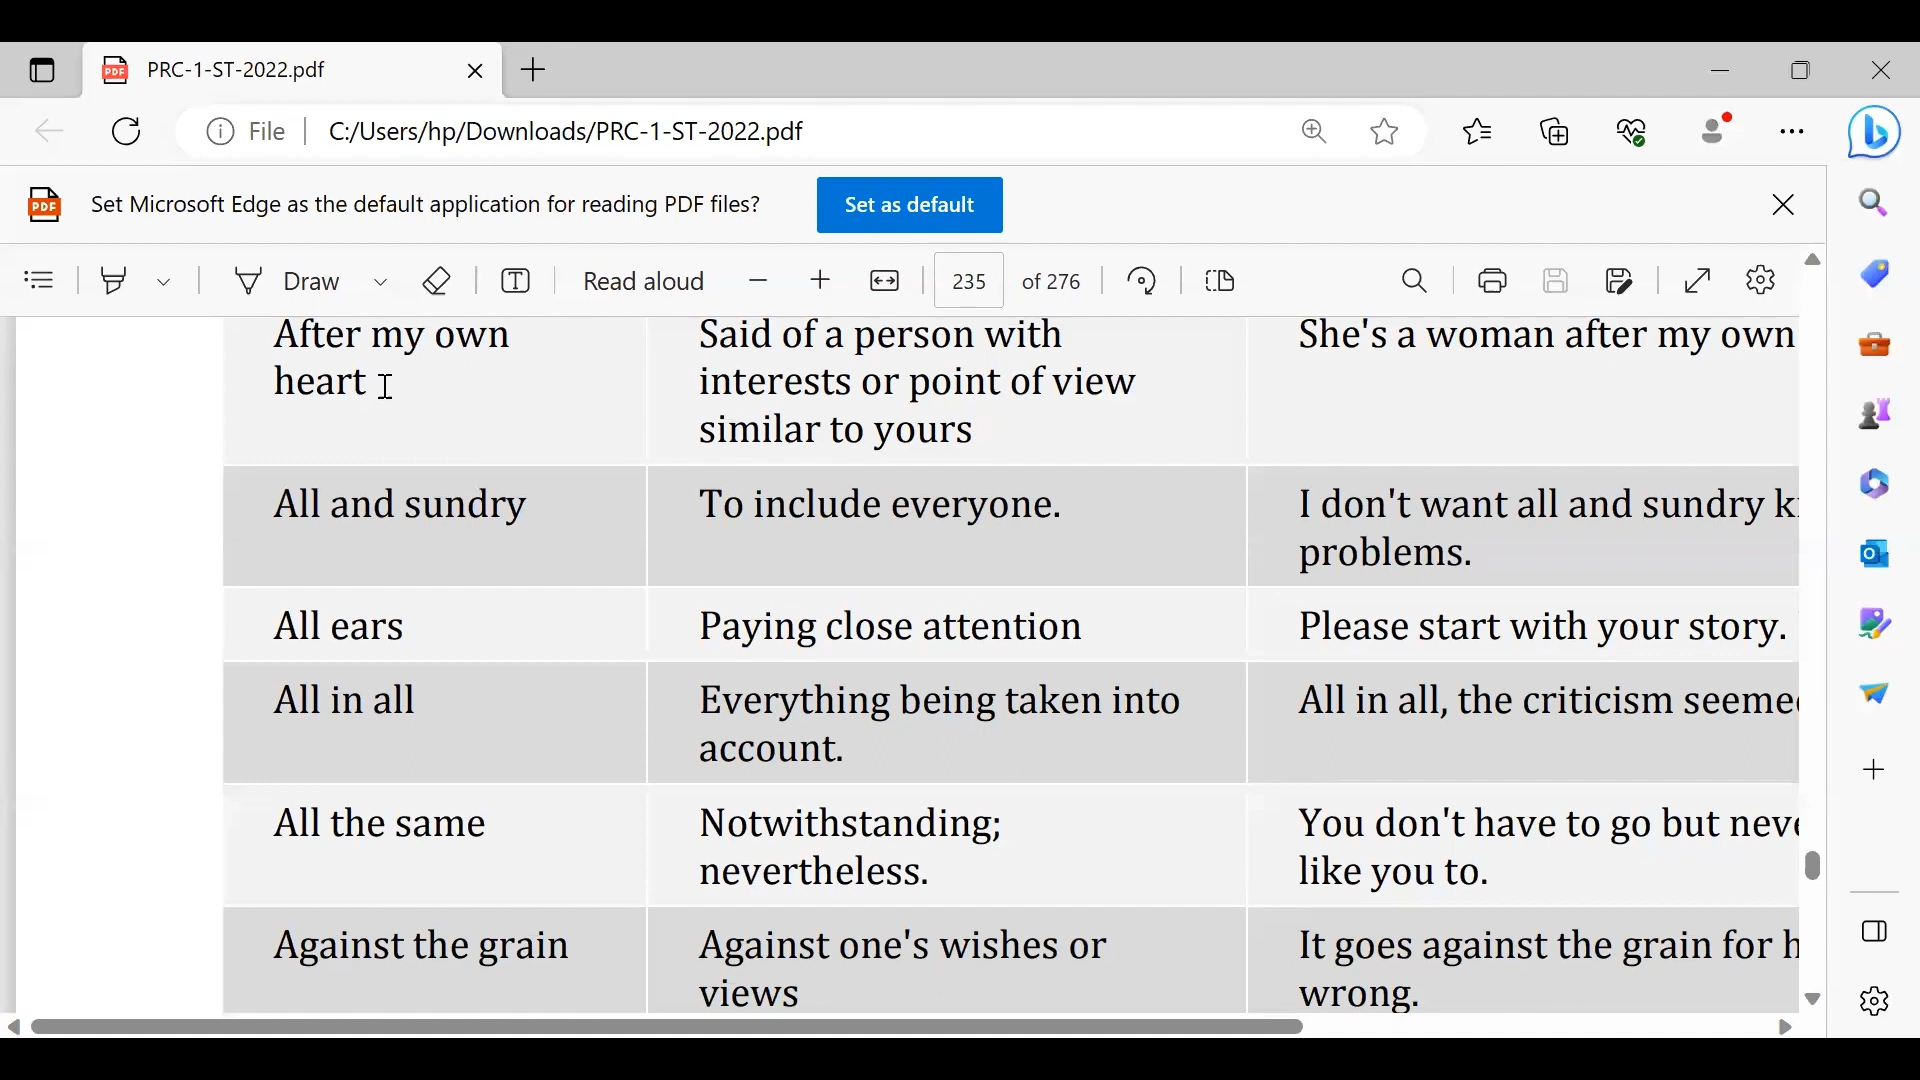 PRC-1-ST-2022.pdf
File C:/Users/hp/Downloads/PRC-1-ST-2022.pdf
Set Microsoft Edge as the default application for reading PDF files? Set as default
Draw Read aloud 235 of 276
After my own Said of a person with She's a woman after my own
heart interests or point of view
similar to yours
All and sundry To include everyone. I don't want all and sundry
problems.
All ears Paying close attention Please start with your story.
All in all Everything being taken into All in all, the criticism
account.
All the same Notwithstanding; You don't have to go but
nevertheless. like you to.
Against the grain Against one's wishes or It goes against the grain for
views wrong.